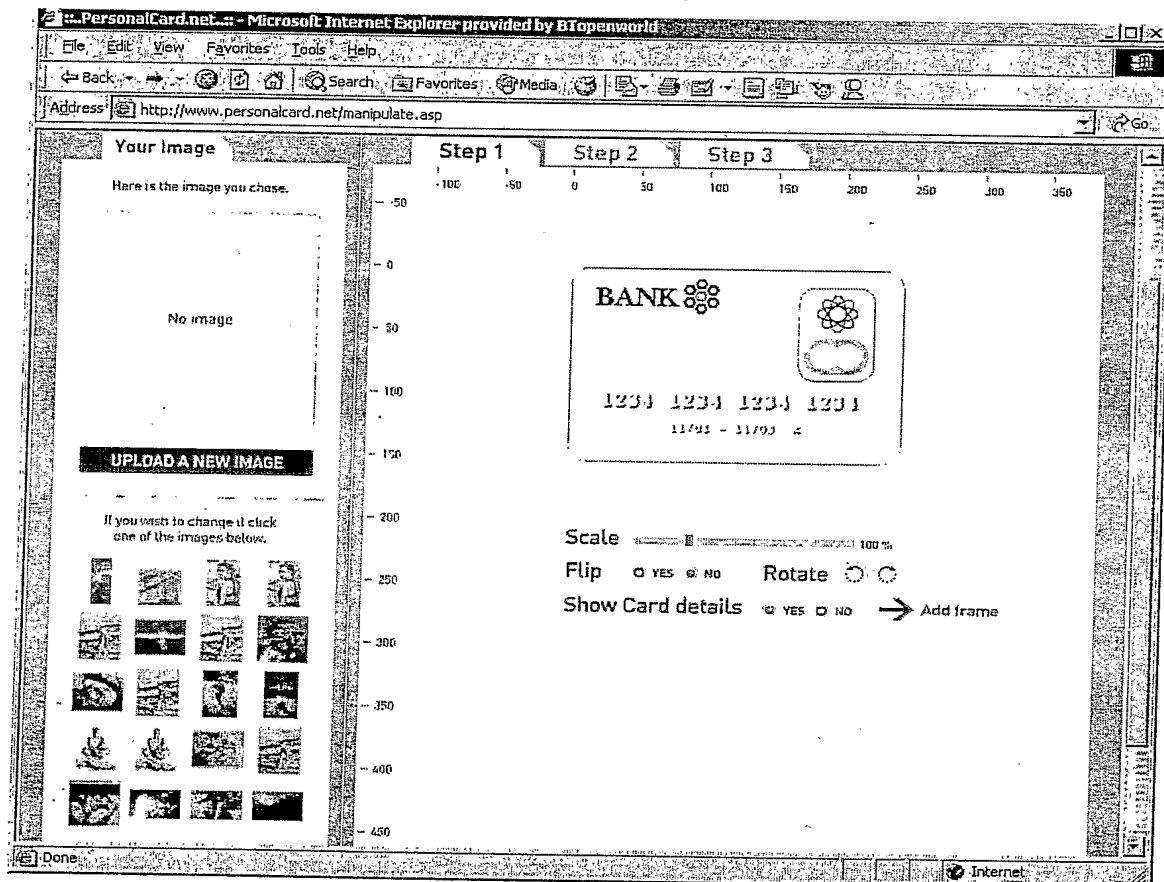 ::..PersonalCard.net..:: - Microsoft Internet Explorer provided by BTopenworld
File Edit View Favorites Tools Help
Back Search Favorites Media
Address http://www.personalcard.net/manipulate.asp Go
Your Image
Here is the image you chose.
No image
UPLOAD A NEW IMAGE
If you wish to change it click
one of the images below.
Step 1 Step 2 Step 3
-100 -50 0 50 100 150 200 250 300 350
-50
0
50
100
150
200
250
300
350
400
450
BANK
1234 1234 1234 1234
Scale 100 %
Flip YES NO Rotate
Show Card details YES NO Add frame
Done Internet